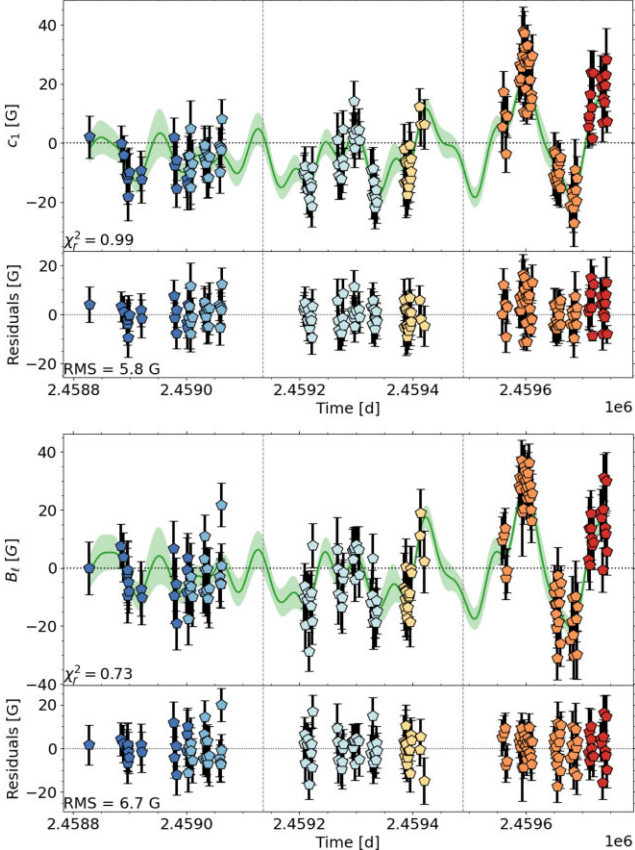 40
20
0
−20
c₁ [G]
χ²ᵣ = 0.99
20
0
−20
Residuals [G]
RMS = 5.8 G
2.4588 2.4590 2.4592 2.4594 2.4596
Time [d]
1e6
40
20
0
−20
−40
Bℓ [G]
χ²ᵣ = 0.73
20
0
−20
Residuals [G]
RMS = 6.7 G
2.4588 2.4590 2.4592 2.4594 2.4596
Time [d]
1e6